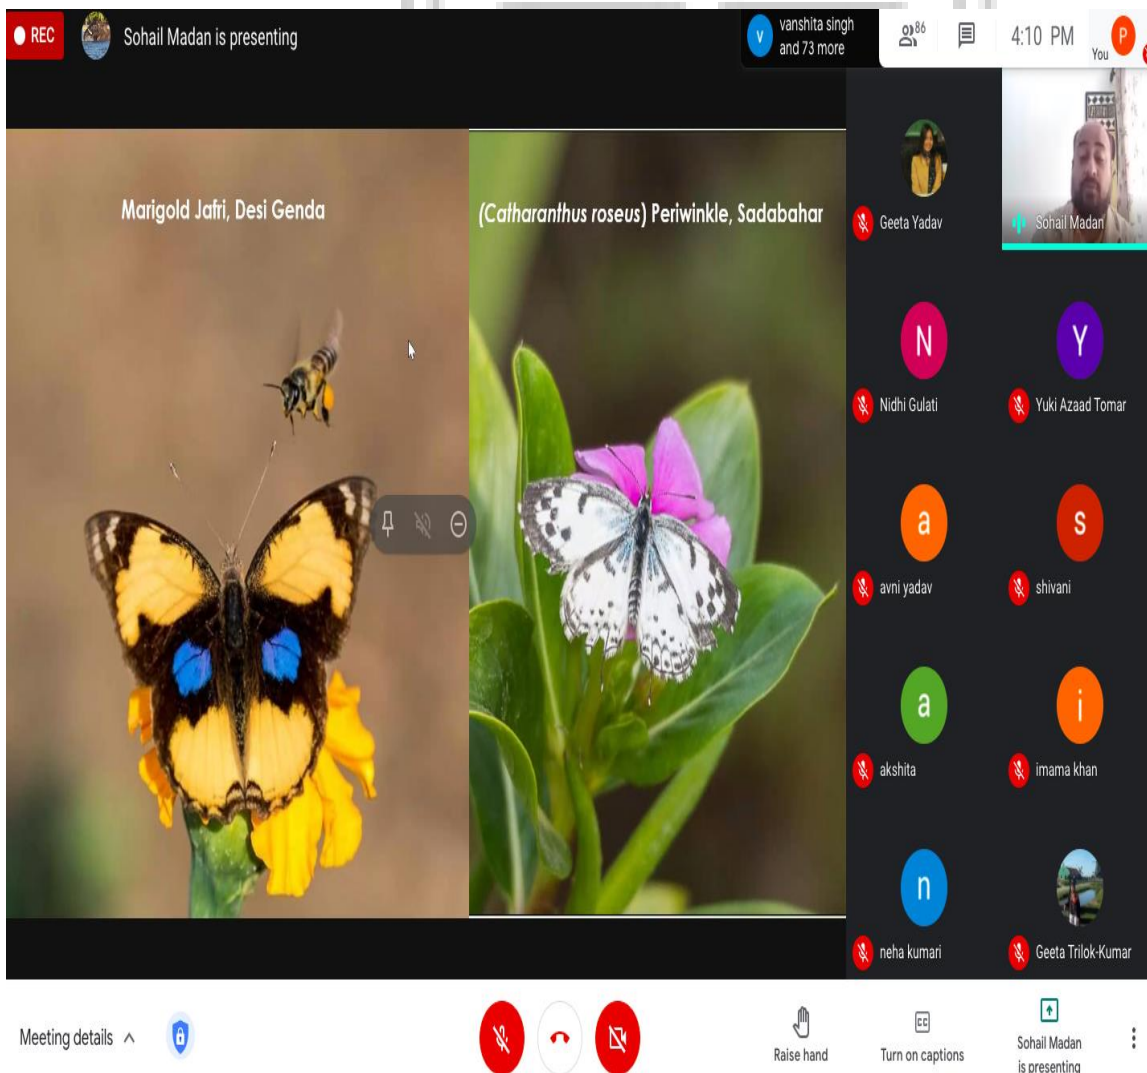 REC
Sohail Madan is presenting
v
vanshita singh
and 73 more
86
4:10 PM
You
P
Marigold Jafri, Desi Genda
(Catharanthus roseus) Periwinkle, Sadabahar
Geeta Yadav
Sohail Madan
N
Nidhi Gulati
Y
Yuki Azaad Tomar
a
avni yadav
s
shivani
a
akshita
i
imama khan
n
neha kumari
Geeta Trilok-Kumar
Meeting details
Raise hand
CC
Turn on captions
Sohail Madan
is presenting